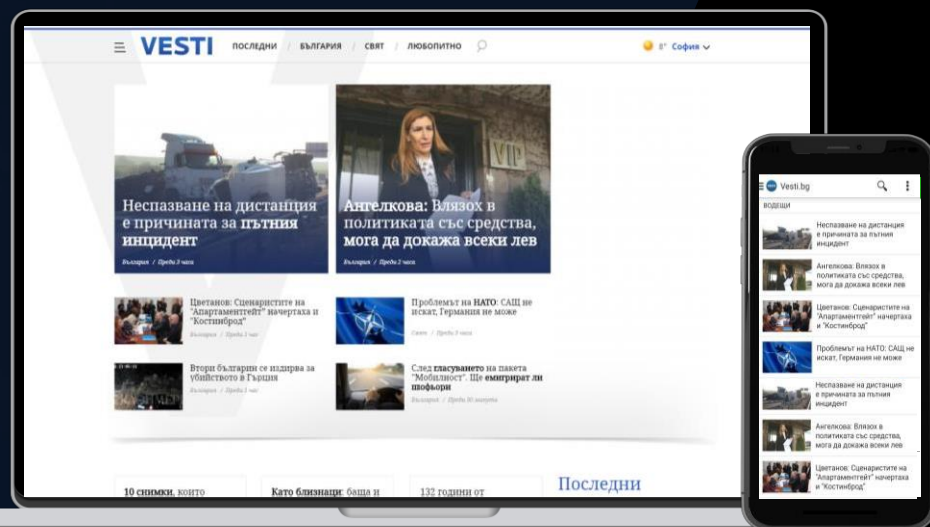 VESTI
ПОСЛЕДНИ / БЪЛГАРИЯ / СВЯТ / ЛЮБОПИТНО
8° София
VIP
Неспазване на дистанция
е причината за пътния
инцидент
България / Преди 3 часа
Ангелкова: Влязох в
политиката със средства,
мога да докажа всеки лев
България / Преди 2 часа
Цветанов: Сценаристите на
"Апартаментгейт" начертаха и
"Костинброд"
България / Преди 1 час
Проблемът на НАТО: САЩ не
искат, Германия не може
Свят / Преди 3 часа
Втори българин се издирва за
убийството в Гърция
България / Преди 1 час
След гласуването на пакета
"Мобилност". Ще емигрират ли
шофьори
България / Преди 30 минути
10 снимки, които
Като близнаци: баща и
132 години от
Последни
Vesti.bg
ВОДЕЩИ
Неспазване на дистанция
е причината за пътния
инцидент
Ангелкова: Влязох в
политиката със средства,
мога да докажа всеки лев
Цветанов: Сценаристите на
"Апартаментгейт" начертаха
и "Костинброд"
Проблемът на НАТО: САЩ не
искат, Германия не може
Неспазване на дистанция
е причината за пътния
инцидент
Ангелкова: Влязох в
политиката със средства,
мога да докажа всеки лев
Цветанов: Сценаристите на
"Апартаментгейт" начертаха
и "Костинброд"